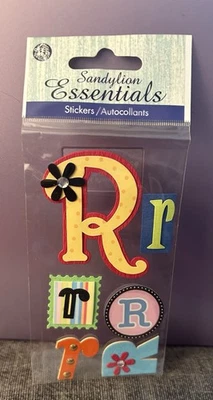 Sandylion
Essentials
Stickers / Autocollants
R r
r R
r r